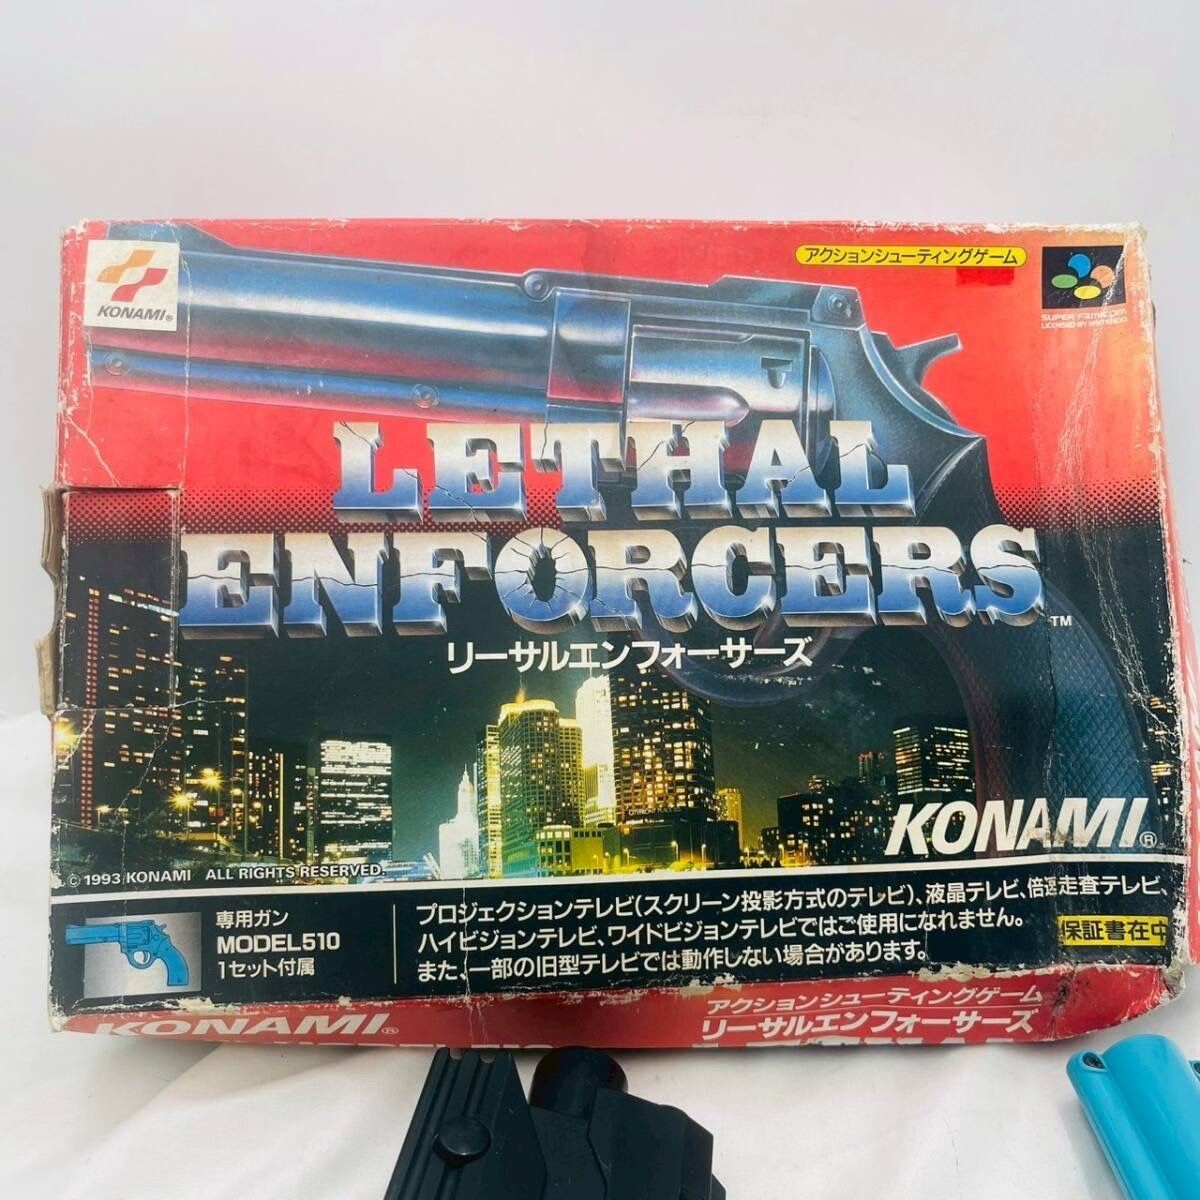 KONAMI®
アクションシューティングゲーム
SUPER FAMICOM
LICENSED BY NINTENDO
LETHAL
ENFORCERS™
リーサルエンフォーサーズ
KONAMI®
© 1993 KONAMI ALL RIGHTS RESERVED.
専用ガン
MODEL510
1セット付属
プロジェクションテレビ(スクリーン投影方式のテレビ)、液晶テレビ、倍速走査テレビ、
ハイビジョンテレビ、ワイドビジョンテレビではご使用になれません。
また、一部の旧型テレビでは動作しない場合があります。
保証書在中
KONAMI®
アクションシューティングゲーム
リーサルエンフォーサーズ